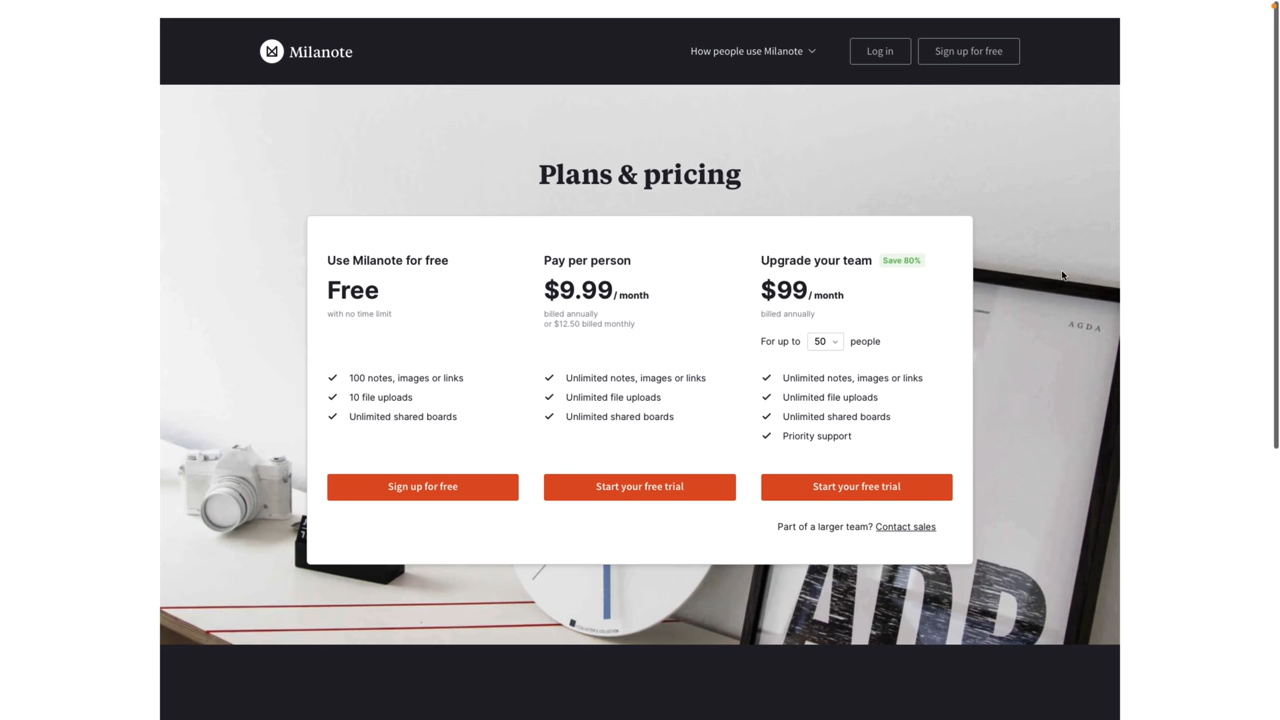 Milanote
How people use Milanote
Log in
Sign up for free
Plans & pricing
Use Milanote for free
Free
with no time limit
100 notes, images or links
10 file uploads
Unlimited shared boards
Sign up for free
Pay per person
$9.99 / month
billed annually
or $12.50 billed monthly
Unlimited notes, images or links
Unlimited file uploads
Unlimited shared boards
Start your free trial
Upgrade your team Save 80%
$99 / month
billed annually
For up to 50 people
Unlimited notes, images or links
Unlimited file uploads
Unlimited shared boards
Priority support
Start your free trial
Part of a larger team? Contact sales
AGDA